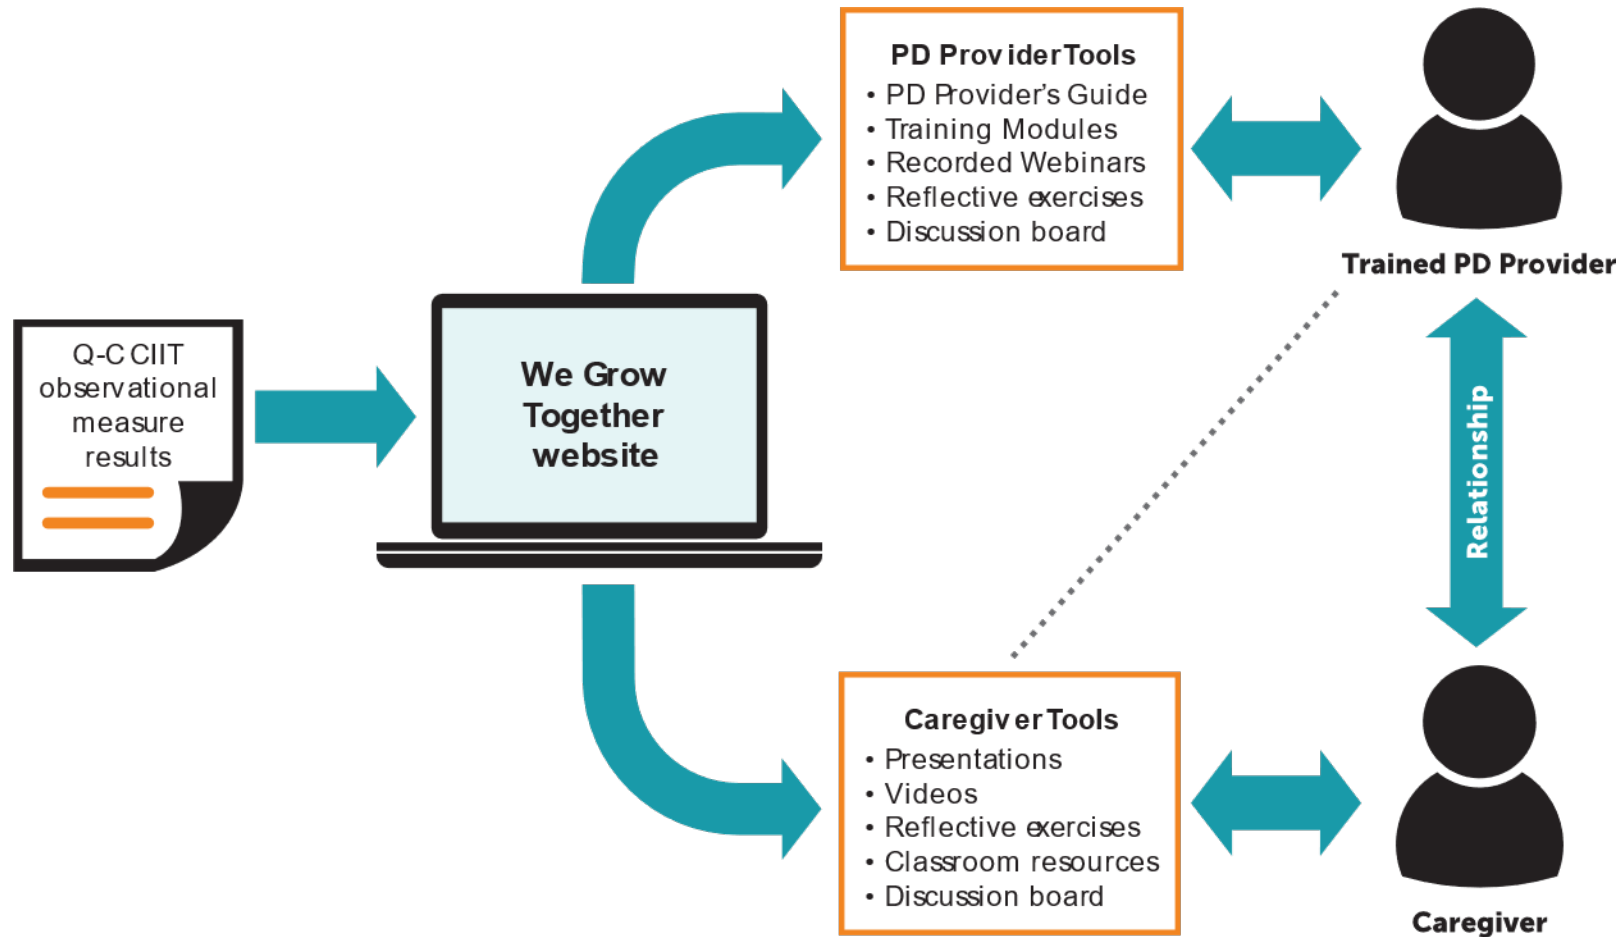 Q-CCIIT
observational
measure
results
We Grow
Together
website
PD Provider Tools
• PD Provider's Guide
• Training Modules
• Recorded Webinars
• Reflective exercises
• Discussion board
Trained PD Provider
Relationship
Caregiver Tools
• Presentations
• Videos
• Reflective exercises
• Classroom resources
• Discussion board
Caregiver